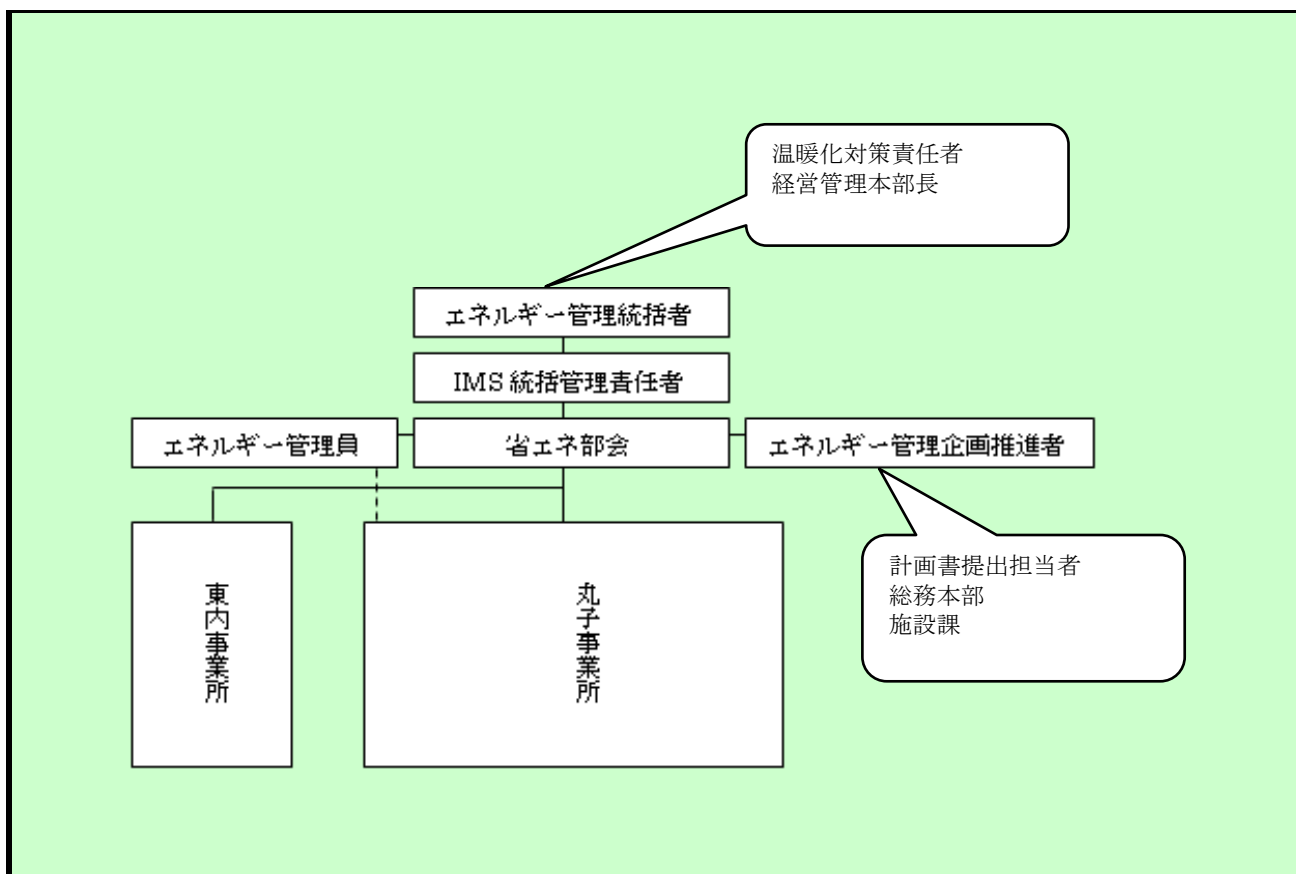 温暖化対策責任者
経営管理本部長
エネルギー管理統括者
IMS 統括管理責任者
エネルギー管理員
省エネ部会
エネルギー管理企画推進者
計画書提出担当者
総務本部
施設課
東内事業所
丸子事業所